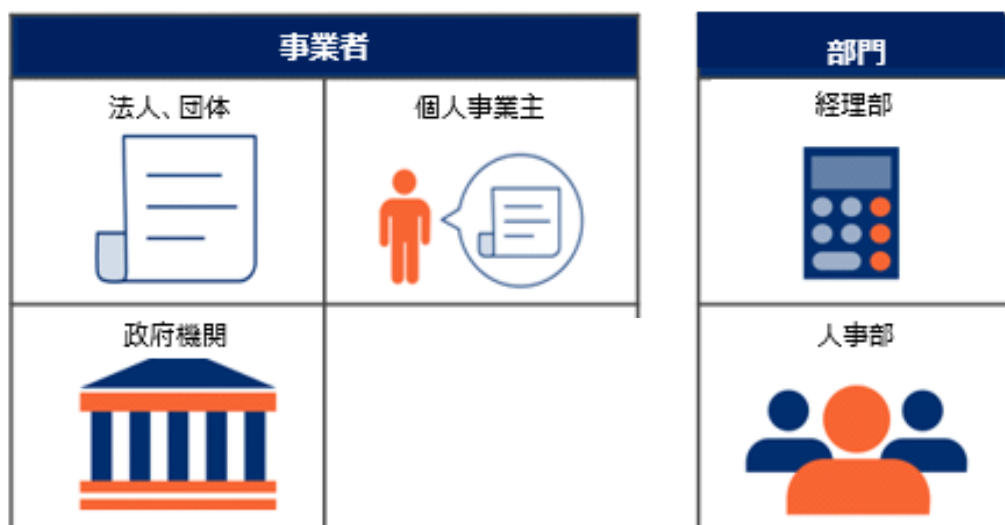 事業者
法人、団体
個人事業主
政府機関
部門
経理部
人事部